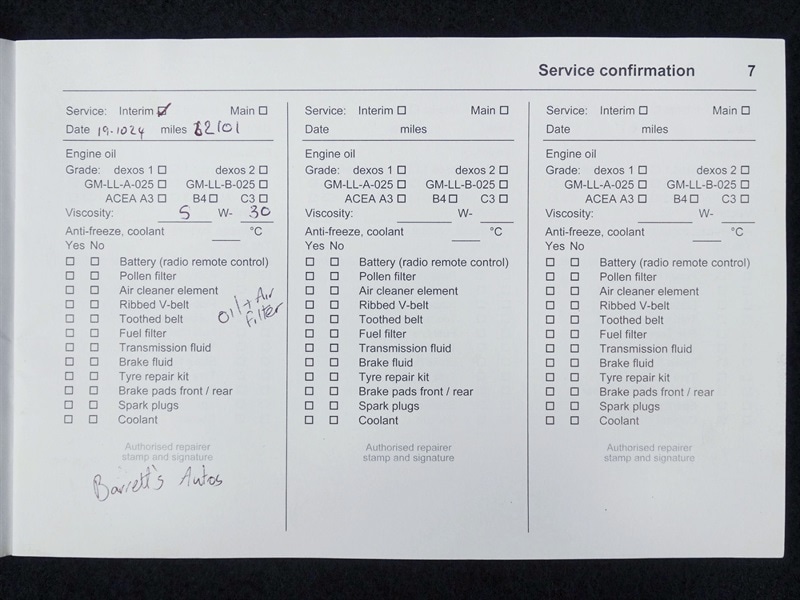 Service confirmation 7
Service: Interim ☑ Main ☐
Date 19.1024 miles 62101
Engine oil
Grade: dexos 1 ☐ dexos 2 ☐
GM-LL-A-025 ☐ GM-LL-B-025 ☐
ACEA A3 ☐ B4 ☐ C3 ☐
Viscosity: 5 W- 30
Anti-freeze, coolant ____ °C
Yes No
☐ ☐ Battery (radio remote control)
☐ ☐ Pollen filter
☐ ☐ Air cleaner element
☐ ☐ Ribbed V-belt
☐ ☐ Toothed belt
☐ ☐ Fuel filter
☐ ☐ Transmission fluid
☐ ☐ Brake fluid
☐ ☐ Tyre repair kit
☐ ☐ Brake pads front / rear
☐ ☐ Spark plugs
☐ ☐ Coolant
Oil + Air
Filter
Authorised repairer
stamp and signature
Barrett's Autos
Service: Interim ☐ Main ☐
Date miles
Engine oil
Grade: dexos 1 ☐ dexos 2 ☐
GM-LL-A-025 ☐ GM-LL-B-025 ☐
ACEA A3 ☐ B4 ☐ C3 ☐
Viscosity: ____ W- ____
Anti-freeze, coolant ____ °C
Yes No
☐ ☐ Battery (radio remote control)
☐ ☐ Pollen filter
☐ ☐ Air cleaner element
☐ ☐ Ribbed V-belt
☐ ☐ Toothed belt
☐ ☐ Fuel filter
☐ ☐ Transmission fluid
☐ ☐ Brake fluid
☐ ☐ Tyre repair kit
☐ ☐ Brake pads front / rear
☐ ☐ Spark plugs
☐ ☐ Coolant
Authorised repairer
stamp and signature
Service: Interim ☐ Main ☐
Date miles
Engine oil
Grade: dexos 1 ☐ dexos 2 ☐
GM-LL-A-025 ☐ GM-LL-B-025 ☐
ACEA A3 ☐ B4 ☐ C3 ☐
Viscosity: ____ W- ____
Anti-freeze, coolant ____ °C
Yes No
☐ ☐ Battery (radio remote control)
☐ ☐ Pollen filter
☐ ☐ Air cleaner element
☐ ☐ Ribbed V-belt
☐ ☐ Toothed belt
☐ ☐ Fuel filter
☐ ☐ Transmission fluid
☐ ☐ Brake fluid
☐ ☐ Tyre repair kit
☐ ☐ Brake pads front / rear
☐ ☐ Spark plugs
☐ ☐ Coolant
Authorised repairer
stamp and signature